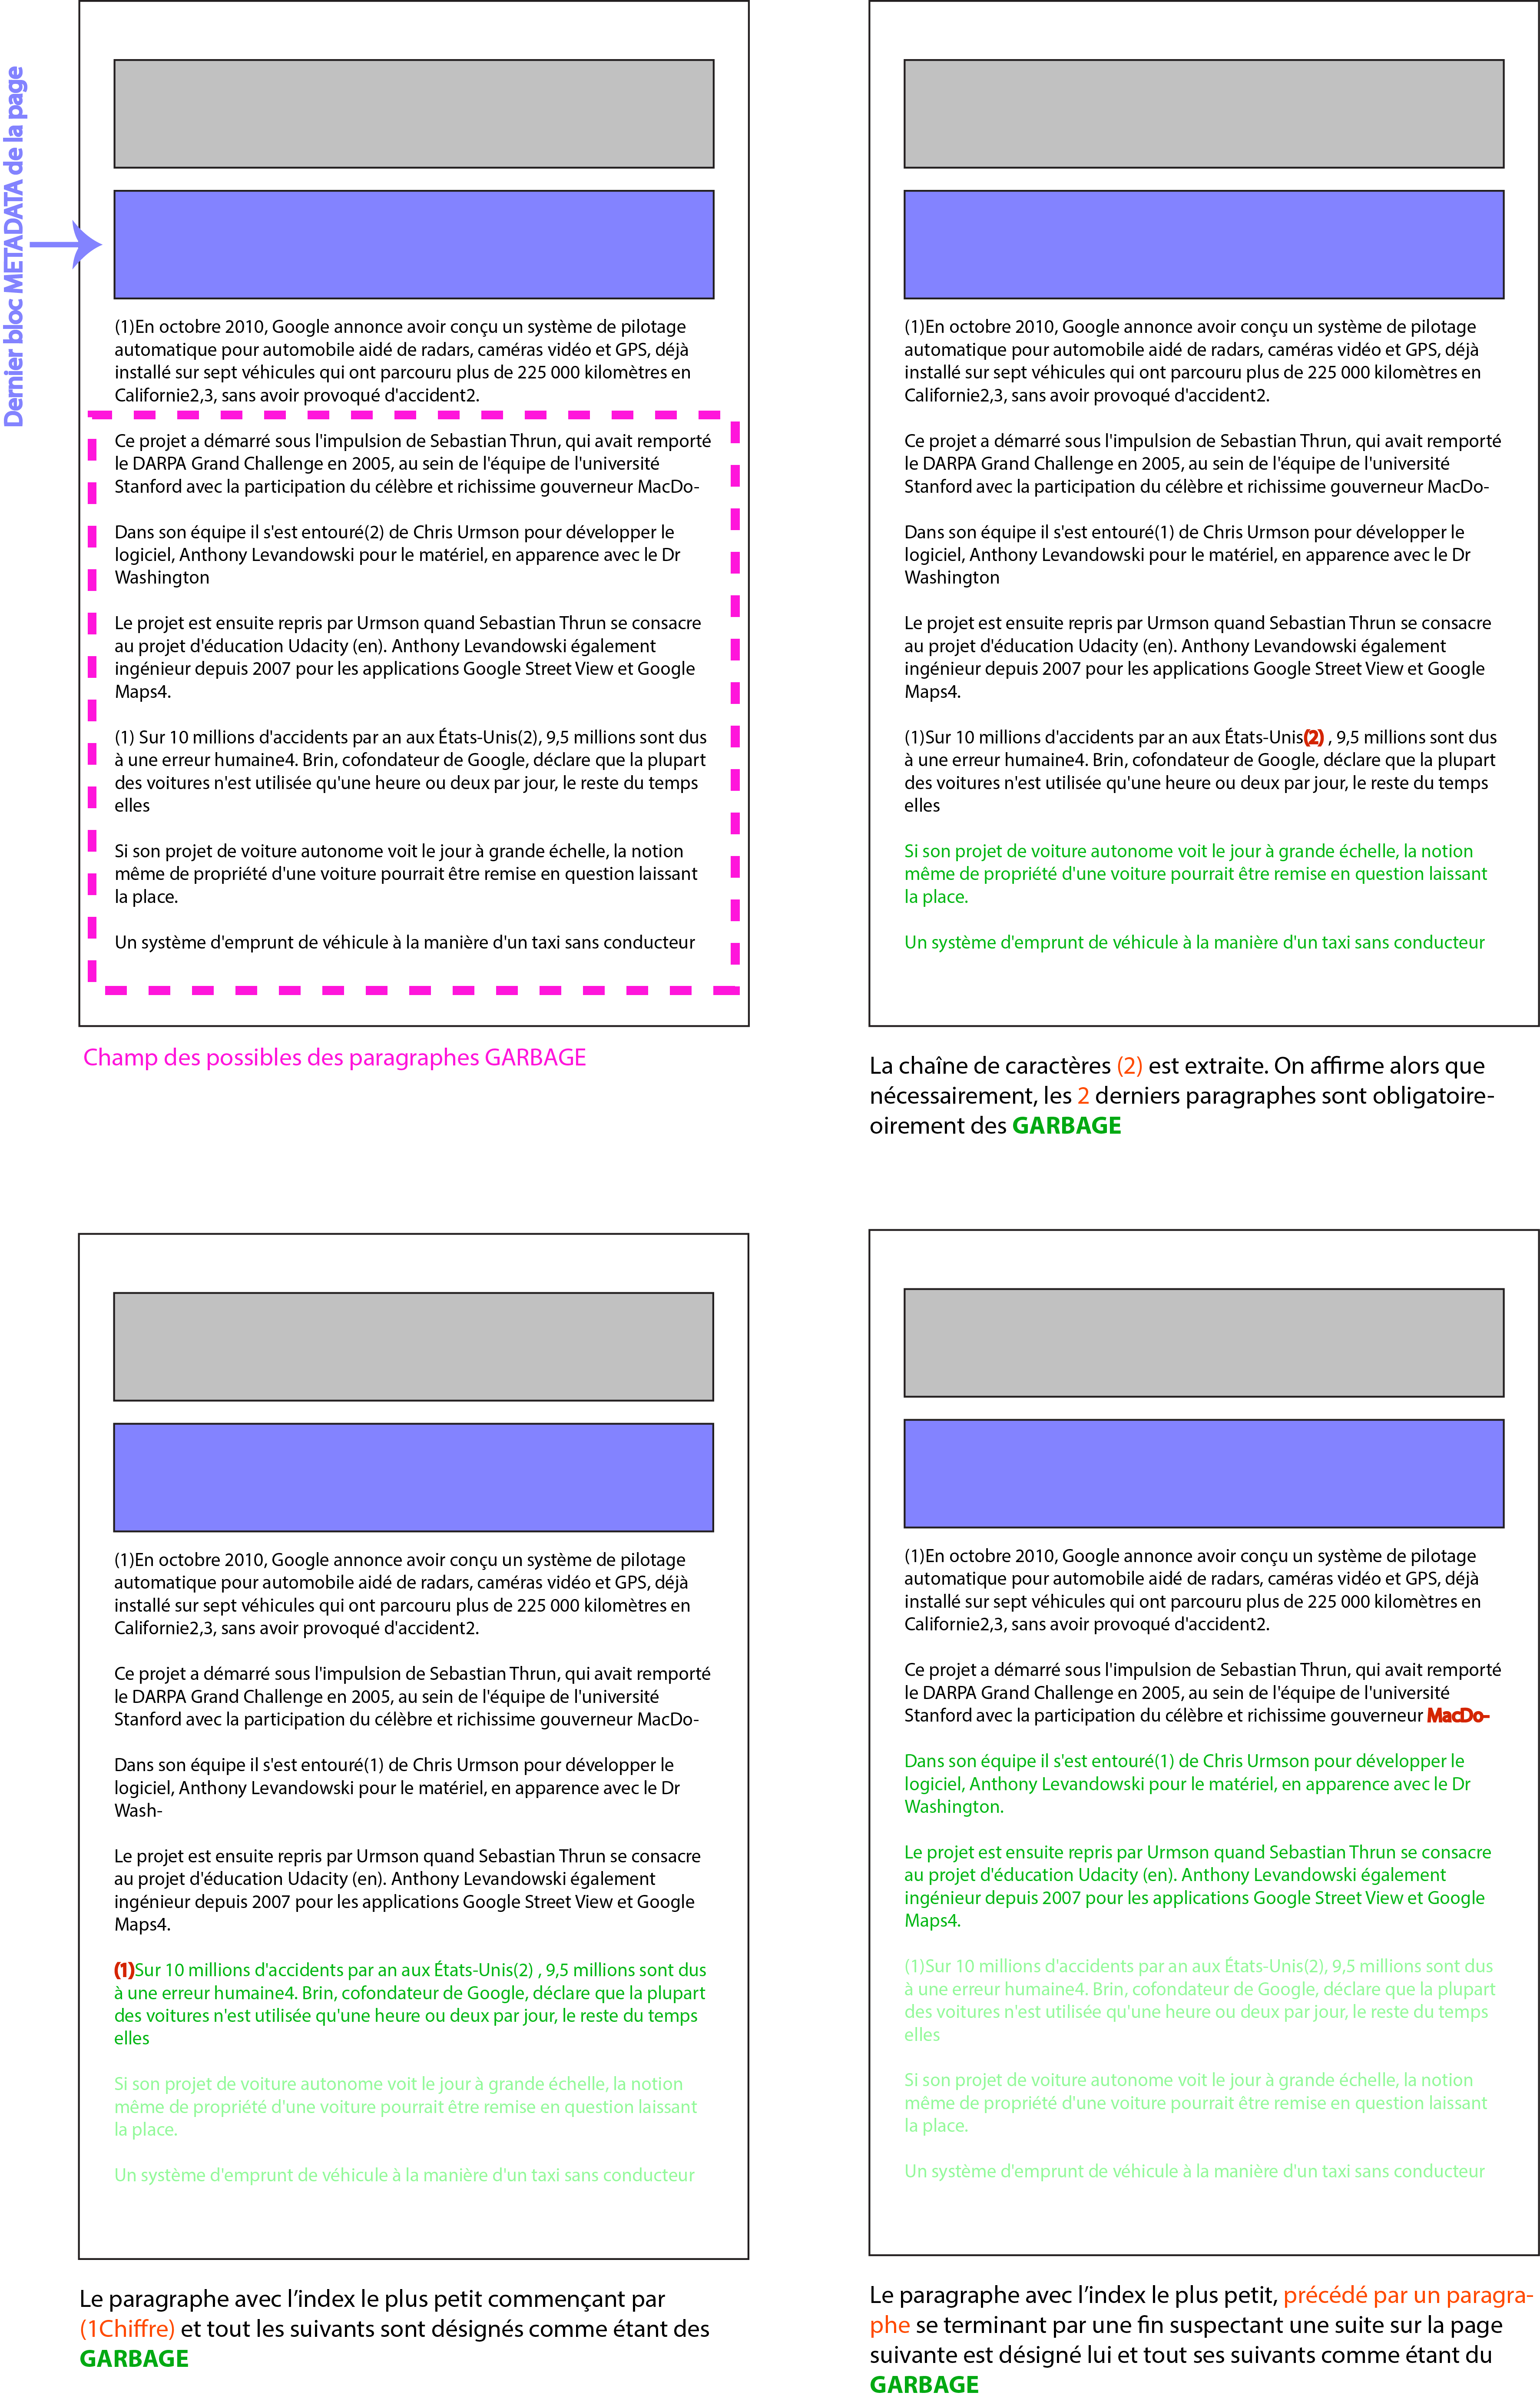 Dernier bloc METADATA de la page
(1)En octobre 2010, Google annonce avoir conçu un système de pilotage
automatique pour automobile aidé de radars, caméras vidéo et GPS, déjà
installé sur sept véhicules qui ont parcouru plus de 225 000 kilomètres en
Californie2,3, sans avoir provoqué d'accident2.
Ce projet a démarré sous l'impulsion de Sebastian Thrun, qui avait remporté
le DARPA Grand Challenge en 2005, au sein de l'équipe de l'université
Stanford avec la participation du célèbre et richissime gouverneur MacDo-
Dans son équipe il s'est entouré(2) de Chris Urmson pour développer le
logiciel, Anthony Levandowski pour le matériel, en apparence avec le Dr
Washington
Le projet est ensuite repris par Urmson quand Sebastian Thrun se consacre
au projet d'éducation Udacity (en). Anthony Levandowski également
ingénieur depuis 2007 pour les applications Google Street View et Google
Maps4.
(1) Sur 10 millions d'accidents par an aux États-Unis(2), 9,5 millions sont dus
à une erreur humaine4. Brin, cofondateur de Google, déclare que la plupart
des voitures n'est utilisée qu'une heure ou deux par jour, le reste du temps
elles
Si son projet de voiture autonome voit le jour à grande échelle, la notion
même de propriété d'une voiture pourrait être remise en question laissant
la place.
Un système d'emprunt de véhicule à la manière d'un taxi sans conducteur
Champ des possibles des paragraphes GARBAGE
(1)En octobre 2010, Google annonce avoir conçu un système de pilotage
automatique pour automobile aidé de radars, caméras vidéo et GPS, déjà
installé sur sept véhicules qui ont parcouru plus de 225 000 kilomètres en
Californie2,3, sans avoir provoqué d'accident2.
Ce projet a démarré sous l'impulsion de Sebastian Thrun, qui avait remporté
le DARPA Grand Challenge en 2005, au sein de l'équipe de l'université
Stanford avec la participation du célèbre et richissime gouverneur MacDo-
Dans son équipe il s'est entouré(1) de Chris Urmson pour développer le
logiciel, Anthony Levandowski pour le matériel, en apparence avec le Dr
Washington
Le projet est ensuite repris par Urmson quand Sebastian Thrun se consacre
au projet d'éducation Udacity (en). Anthony Levandowski également
ingénieur depuis 2007 pour les applications Google Street View et Google
Maps4.
(1)Sur 10 millions d'accidents par an aux États-Unis(2) , 9,5 millions sont dus
à une erreur humaine4. Brin, cofondateur de Google, déclare que la plupart
des voitures n'est utilisée qu'une heure ou deux par jour, le reste du temps
elles
Si son projet de voiture autonome voit le jour à grande échelle, la notion
même de propriété d'une voiture pourrait être remise en question laissant
la place.
Un système d'emprunt de véhicule à la manière d'un taxi sans conducteur
La chaîne de caractères (2) est extraite. On affirme alors que
nécessairement, les 2 derniers paragraphes sont obligatoire-
oirement des GARBAGE
(1)En octobre 2010, Google annonce avoir conçu un système de pilotage
automatique pour automobile aidé de radars, caméras vidéo et GPS, déjà
installé sur sept véhicules qui ont parcouru plus de 225 000 kilomètres en
Californie2,3, sans avoir provoqué d'accident2.
Ce projet a démarré sous l'impulsion de Sebastian Thrun, qui avait remporté
le DARPA Grand Challenge en 2005, au sein de l'équipe de l'université
Stanford avec la participation du célèbre et richissime gouverneur MacDo-
Dans son équipe il s'est entouré(1) de Chris Urmson pour développer le
logiciel, Anthony Levandowski pour le matériel, en apparence avec le Dr
Wash-
Le projet est ensuite repris par Urmson quand Sebastian Thrun se consacre
au projet d'éducation Udacity (en). Anthony Levandowski également
ingénieur depuis 2007 pour les applications Google Street View et Google
Maps4.
(1)Sur 10 millions d'accidents par an aux États-Unis(2) , 9,5 millions sont dus
à une erreur humaine4. Brin, cofondateur de Google, déclare que la plupart
des voitures n'est utilisée qu'une heure ou deux par jour, le reste du temps
elles
Si son projet de voiture autonome voit le jour à grande échelle, la notion
même de propriété d'une voiture pourrait être remise en question laissant
la place.
Un système d'emprunt de véhicule à la manière d'un taxi sans conducteur
Le paragraphe avec l’index le plus petit commençant par
(1Chiffre) et tout les suivants sont désignés comme étant des
GARBAGE
(1)En octobre 2010, Google annonce avoir conçu un système de pilotage
automatique pour automobile aidé de radars, caméras vidéo et GPS, déjà
installé sur sept véhicules qui ont parcouru plus de 225 000 kilomètres en
Californie2,3, sans avoir provoqué d'accident2.
Ce projet a démarré sous l'impulsion de Sebastian Thrun, qui avait remporté
le DARPA Grand Challenge en 2005, au sein de l'équipe de l'université
Stanford avec la participation du célèbre et richissime gouverneur MacDo-
Dans son équipe il s'est entouré(1) de Chris Urmson pour développer le
logiciel, Anthony Levandowski pour le matériel, en apparence avec le Dr
Washington.
Le projet est ensuite repris par Urmson quand Sebastian Thrun se consacre
au projet d'éducation Udacity (en). Anthony Levandowski également
ingénieur depuis 2007 pour les applications Google Street View et Google
Maps4.
(1)Sur 10 millions d'accidents par an aux États-Unis(2), 9,5 millions sont dus
à une erreur humaine4. Brin, cofondateur de Google, déclare que la plupart
des voitures n'est utilisée qu'une heure ou deux par jour, le reste du temps
elles
Si son projet de voiture autonome voit le jour à grande échelle, la notion
même de propriété d'une voiture pourrait être remise en question laissant
la place.
Un système d'emprunt de véhicule à la manière d'un taxi sans conducteur
Le paragraphe avec l’index le plus petit, précédé par un paragra-
phe se terminant par une fin suspectant une suite sur la page
suivante est désigné lui et tout ses suivants comme étant du
GARBAGE